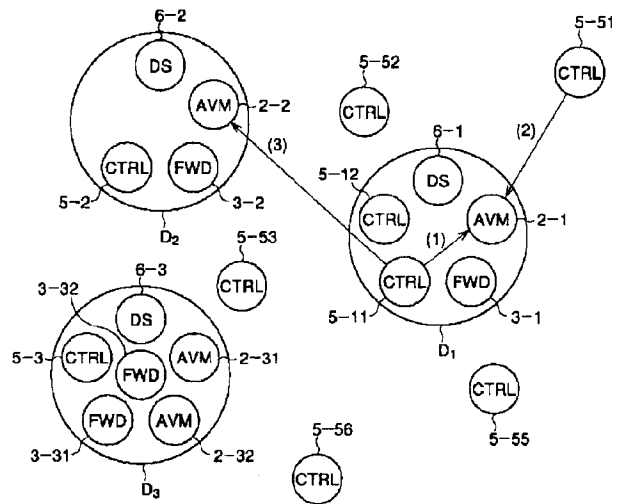 6-2
5-51
DS
5-52
CTRL
AVM
2-2
CTRL
(2)
(3)
6-1
CTRL
FWD
5-12
DS
5-2
3-2
CTRL
AVM
2-1
D2
(1)
5-53
CTRL
FWD
6-3
CTRL
3-32
5-11
3-1
DS
D1
5-3
CTRL
AVM
2-31
FWD
CTRL
FWD
AVM
5-56
5-55
3-31
2-32
D3
CTRL